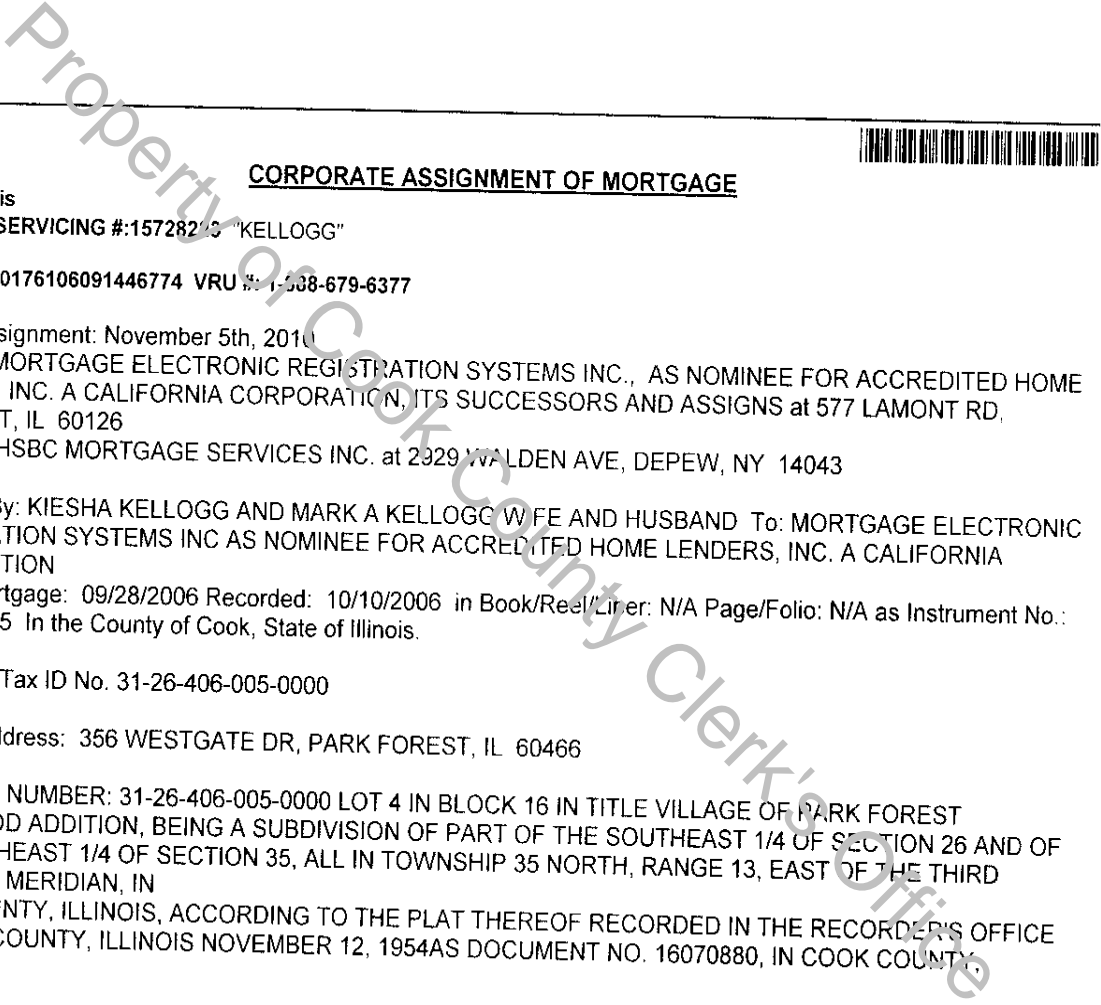 Property of Cook County Clerk's Office
CORPORATE ASSIGNMENT OF MORTGAGE
is
SERVICING #: "KELLOGG"
0176106091446774 VRU #: 1-888-679-6377
signment: November 5th, 2010
MORTGAGE ELECTRONIC REGISTRATION SYSTEMS INC., AS NOMINEE FOR ACCREDITED HOME
INC. A CALIFORNIA CORPORATION, ITS SUCCESSORS AND ASSIGNS at 577 LAMONT RD,
T, IL 60126
HSBC MORTGAGE SERVICES INC. at 2929 WALDEN AVE, DEPEW, NY 14043
By: KIESHA KELLOGG AND MARK A KELLOGG WIFE AND HUSBAND To: MORTGAGE ELECTRONIC
TION SYSTEMS INC AS NOMINEE FOR ACCREDITED HOME LENDERS, INC. A CALIFORNIA
TION
rtgage: 09/28/2006 Recorded: 10/10/2006 in Book/Reel/Liber: N/A Page/Folio: N/A as Instrument No.:
5 In the County of Cook, State of Illinois.
Tax ID No. 31-26-406-005-0000
ddress: 356 WESTGATE DR, PARK FOREST, IL 60466
NUMBER: 31-26-406-005-0000 LOT 4 IN BLOCK 16 IN TITLE VILLAGE OF PARK FOREST
OD ADDITION, BEING A SUBDIVISION OF PART OF THE SOUTHEAST 1/4 OF SECTION 26 AND OF
HEAST 1/4 OF SECTION 35, ALL IN TOWNSHIP 35 NORTH, RANGE 13, EAST OF THE THIRD
MERIDIAN, IN
NTY, ILLINOIS, ACCORDING TO THE PLAT THEREOF RECORDED IN THE RECORDER'S OFFICE
COUNTY, ILLINOIS NOVEMBER 12, 1954AS DOCUMENT NO. 16070880, IN COOK COUNTY,